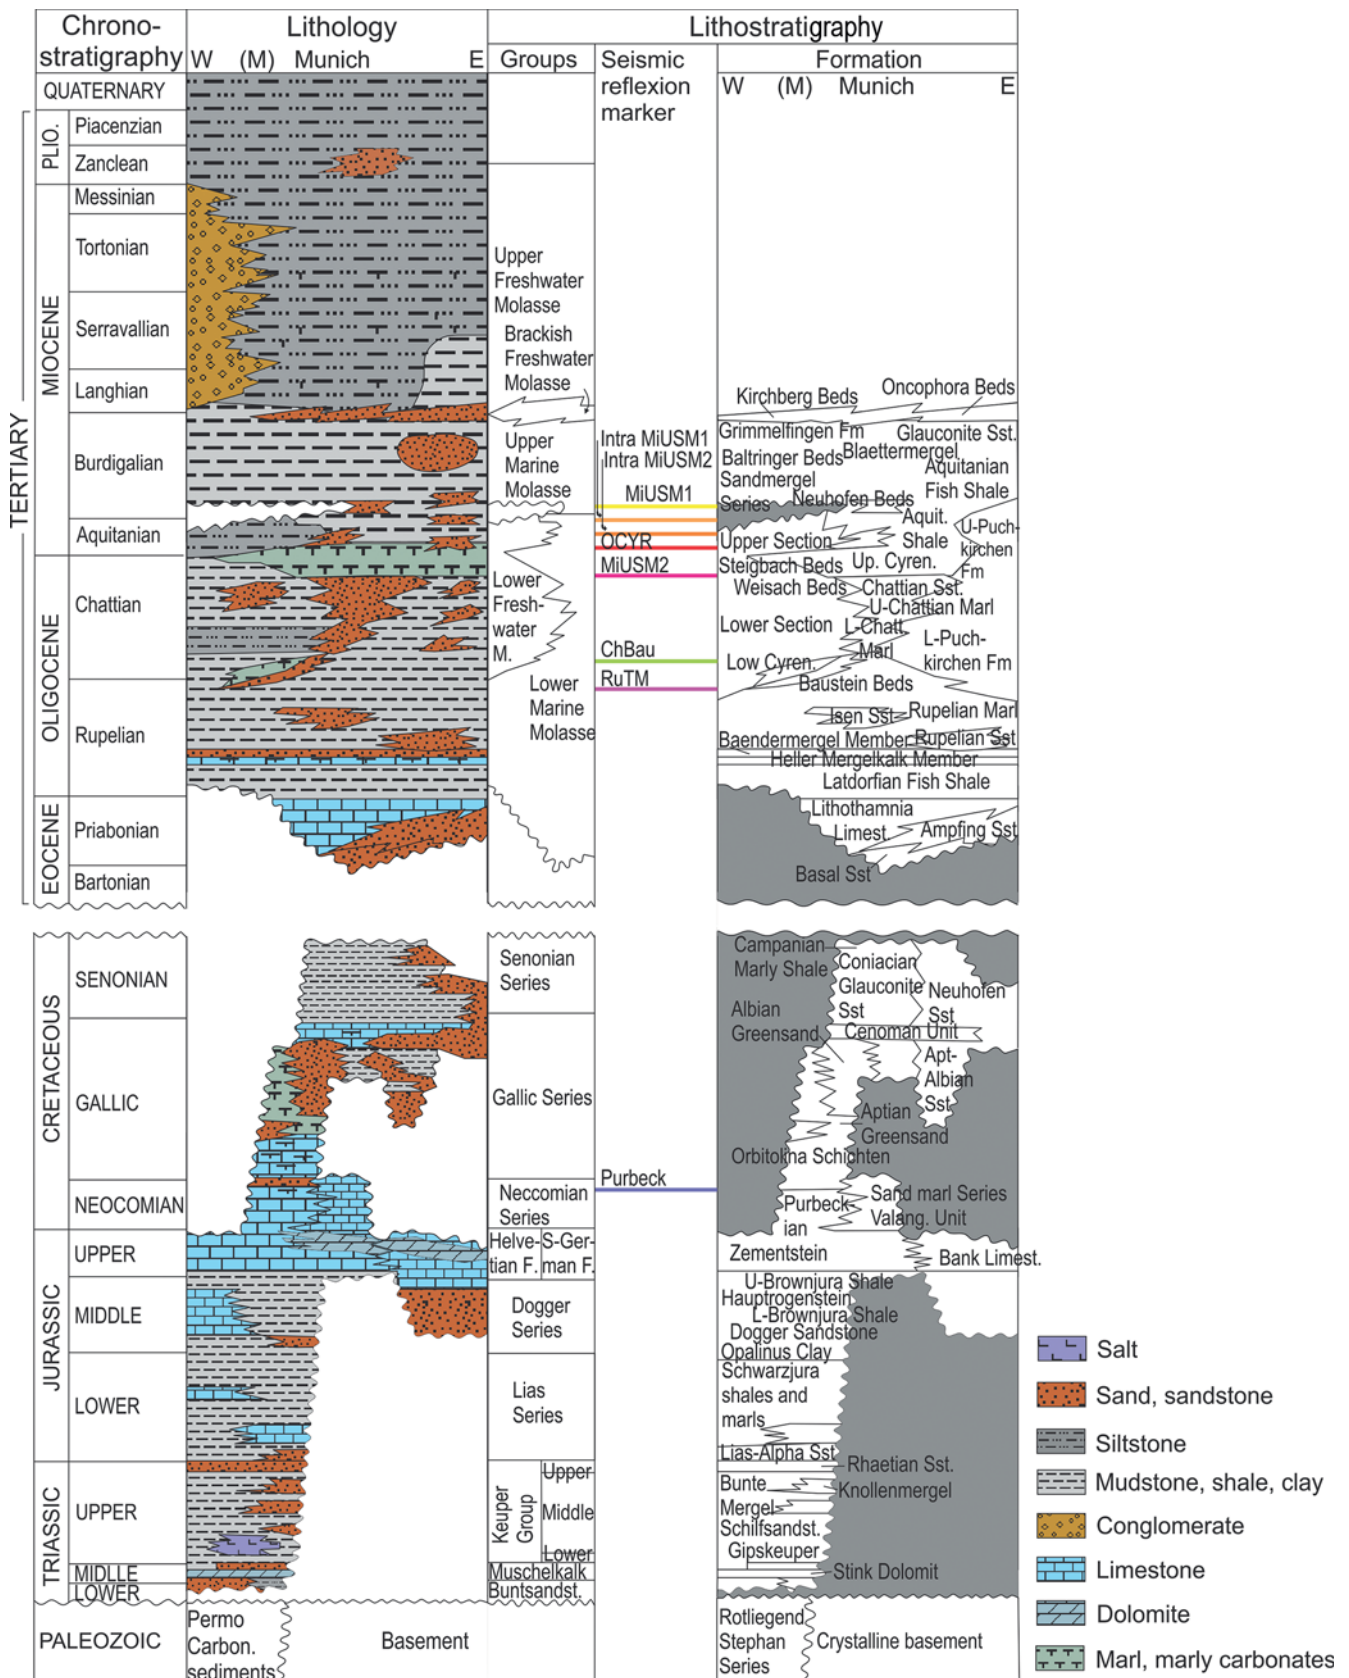 Chrono-
stratigraphy
Lithology
W (M) Munich E
Lithostratigraphy
Groups
Seismic
reflexion
marker
Formation
W (M) Munich E
QUATERNARY
TERTIARY
PLIO.
Piacenzian
Zanclean
MIOCENE
Messinian
Tortonian
Serravallian
Langhian
Burdigalian
Aquitanian
OLIGOCENE
Chattian
Rupelian
EOCENE
Priabonian
Bartonian
CRETACEOUS
SENONIAN
GALLIC
NEOCOMIAN
JURASSIC
UPPER
MIDDLE
LOWER
TRIASSIC
UPPER
MIDLLE
LOWER
PALEOZOIC
Permo
Carbon.
sediments
Basement
Upper
Freshwater
Molasse
Brackish
Freshwater
Molasse
Upper
Marine
Molasse
Lower
Fresh-
water
M.
Lower
Marine
Molasse
Senonian
Series
Gallic Series
Neccomian
Series
Helve-
tian F.
S-Ger-
man F.
Dogger
Series
Lias
Series
Keuper
Group
Upper
Middle
Lower
Muschelkalk
Buntsandst.
Intra MiUSM1
Intra MiUSM2
MiUSM1
OCYR
MiUSM2
ChBau
RuTM
Purbeck
Kirchberg Beds
Oncophora Beds
Grimmelfingen Fm
Glauconite Sst.
Blaettermergel
Baltringer Beds
Sandmergel
Series
Aquitanian
Fish Shale
Neuhofen Beds
Aquit.
Shale
U-Puch-
kirchen
Fm
Upper Section
Steigbach Beds
Up. Cyren.
Weisach Beds
Chattian Sst.
U-Chattian Marl
Lower Section
L-Chatt.
Marl
L-Puch-
kirchen Fm
Low Cyren.
Baustein Beds
Isen Sst
Rupelian Marl
Baendermergel Member
Rupelian Sst
Heller Mergelkalk Member
Latdorfian Fish Shale
Lithothamnia
Limest.
Ampfing Sst
Basal Sst
Campanian
Marly Shale
Coniacian
Glauconite
Sst
Neuhofen
Sst
Albian
Greensand
Cenoman Unit
Apt-
Albian
Sst
Aptian
Greensand
Orbitolina Schichten
Purbeck-
ian
Sand marl Series
Valang. Unit
Zementstein
Bank Limest.
U-Brownjura Shale
Hauptrogenstein
L-Brownjura Shale
Dogger Sandstone
Opalinus Clay
Schwarzjura
shales and
marls
Lias-Alpha Sst
Rhaetian Sst.
Bunte
Mergel
Knollenmergel
Schilfsandst.
Gipskeuper
Stink Dolomit
Rotliegend
Stephan
Series
Crystalline basement
Salt
Sand, sandstone
Siltstone
Mudstone, shale, clay
Conglomerate
Limestone
Dolomite
Marl, marly carbonates